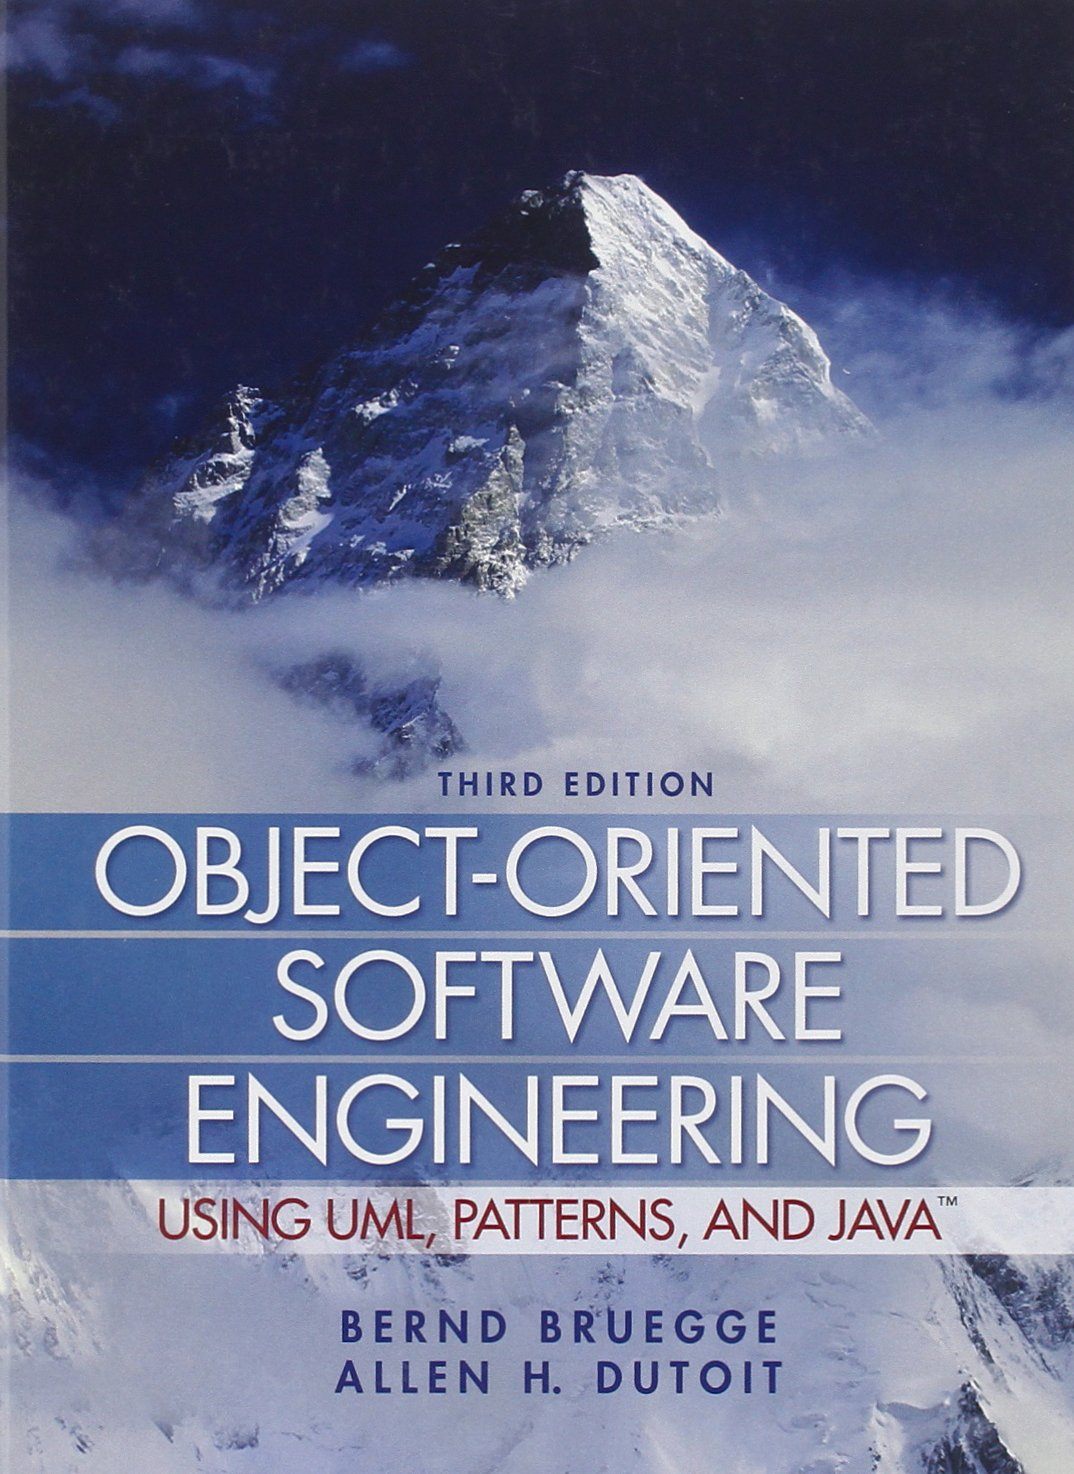 THIRD EDITION
OBJECT-ORIENTED
SOFTWARE
ENGINEERING
USING UML, PATTERNS, AND JAVA™
BERND BRUEGGE
ALLEN H. DUTOIT